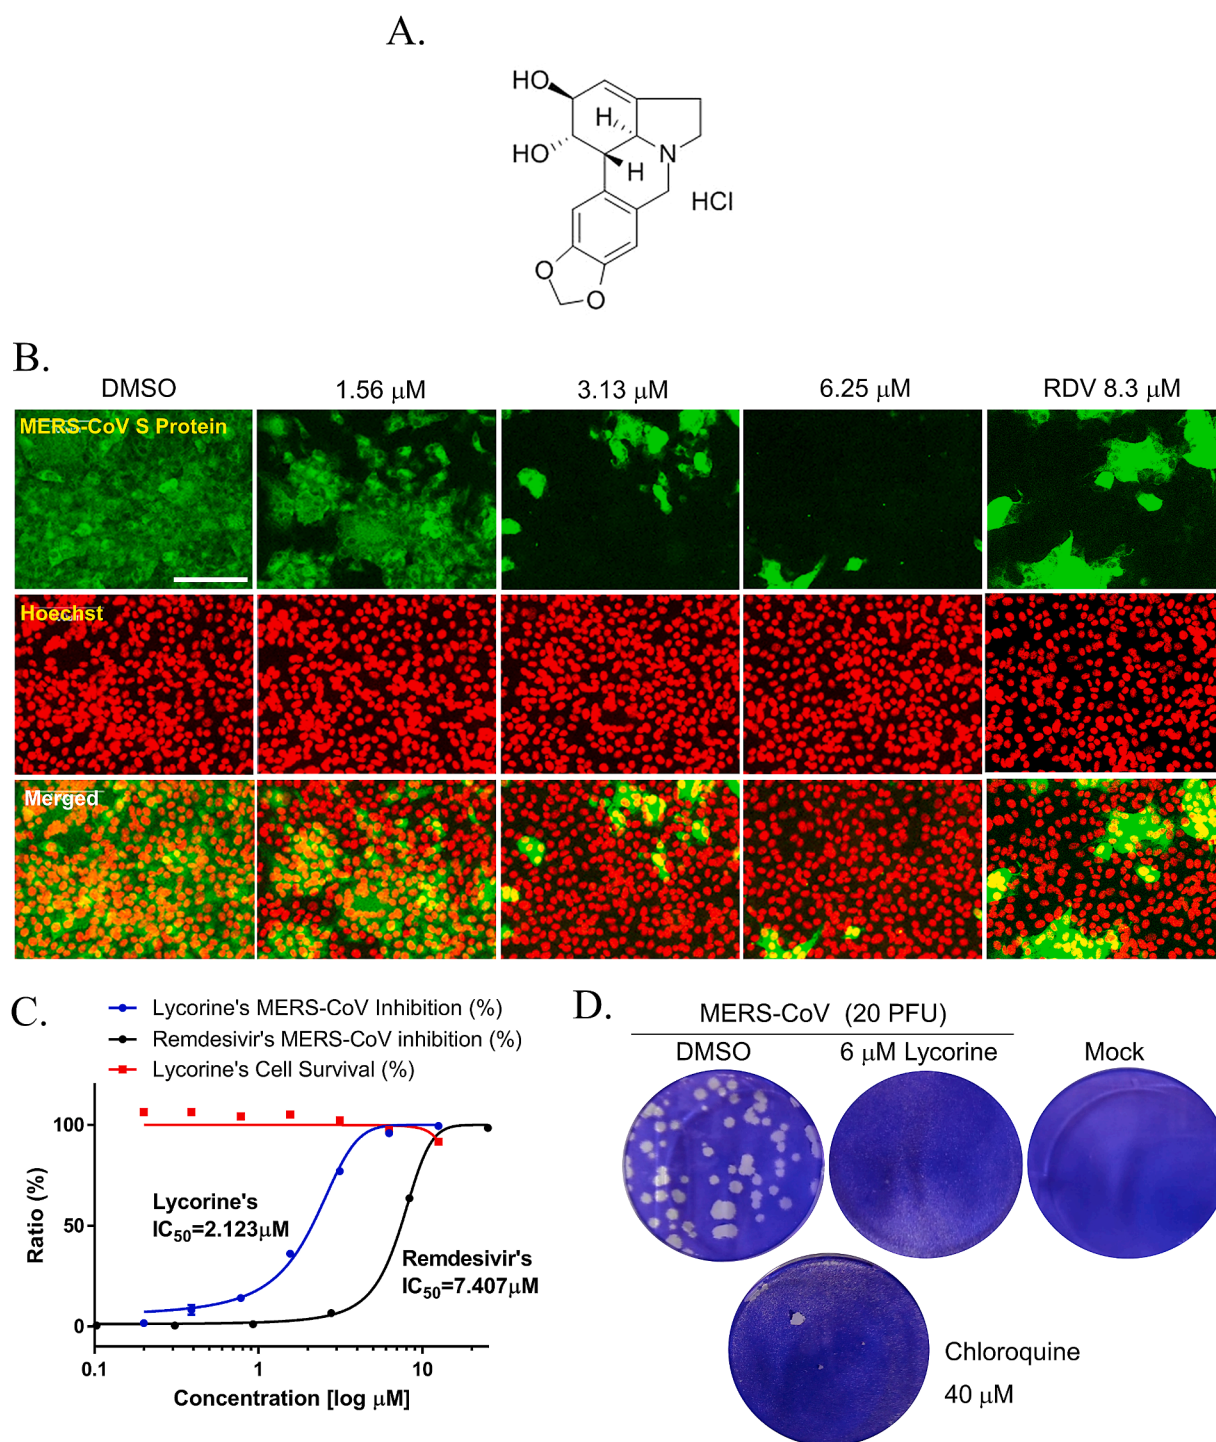 A.
HO
H
HO
N
H
HCl
O
O
B.
DMSO 1.56 μM 3.13 μM 6.25 μM RDV 8.3 μM
MERS-CoV S Protein
Hoechst
Merged
C.
Lycorine's MERS-CoV Inhibition (%)
Remdesivir's MERS-CoV inhibition (%)
Lycorine's Cell Survival (%)
Ratio (%)
100
50
0
Lycorine's
IC50=2.123μM
Remdesivir's
IC50=7.407μM
0.1 1 10
Concentration [log μM]
D.
MERS-CoV (20 PFU)
DMSO 6 μM Lycorine Mock
Chloroquine
40 μM